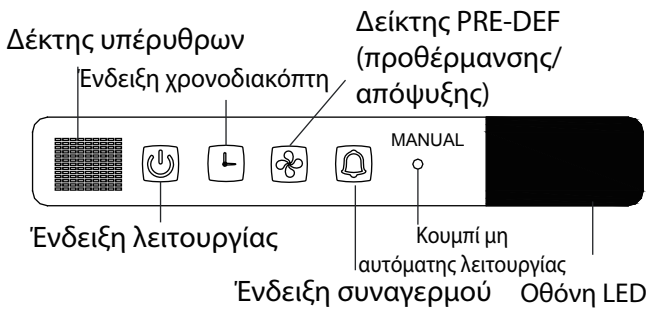 Δέκτης υπέρυθρων
Ένδειξη χρονοδιακόπτη
Δείκτης PRE-DEF
(προθέρμανσης/
απόψυξης)
MANUAL
Ένδειξη λειτουργίας
Κουμπί μη
αυτόματης λειτουργίας
Ένδειξη συναγερμού
Οθόνη LED